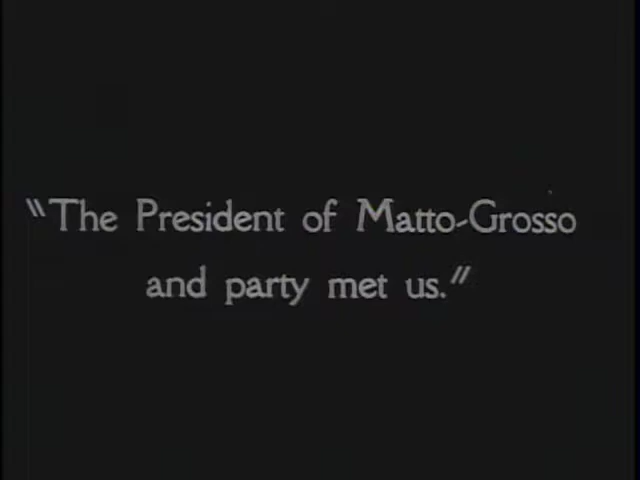 "The President of Matto-Grosso
and party met us."